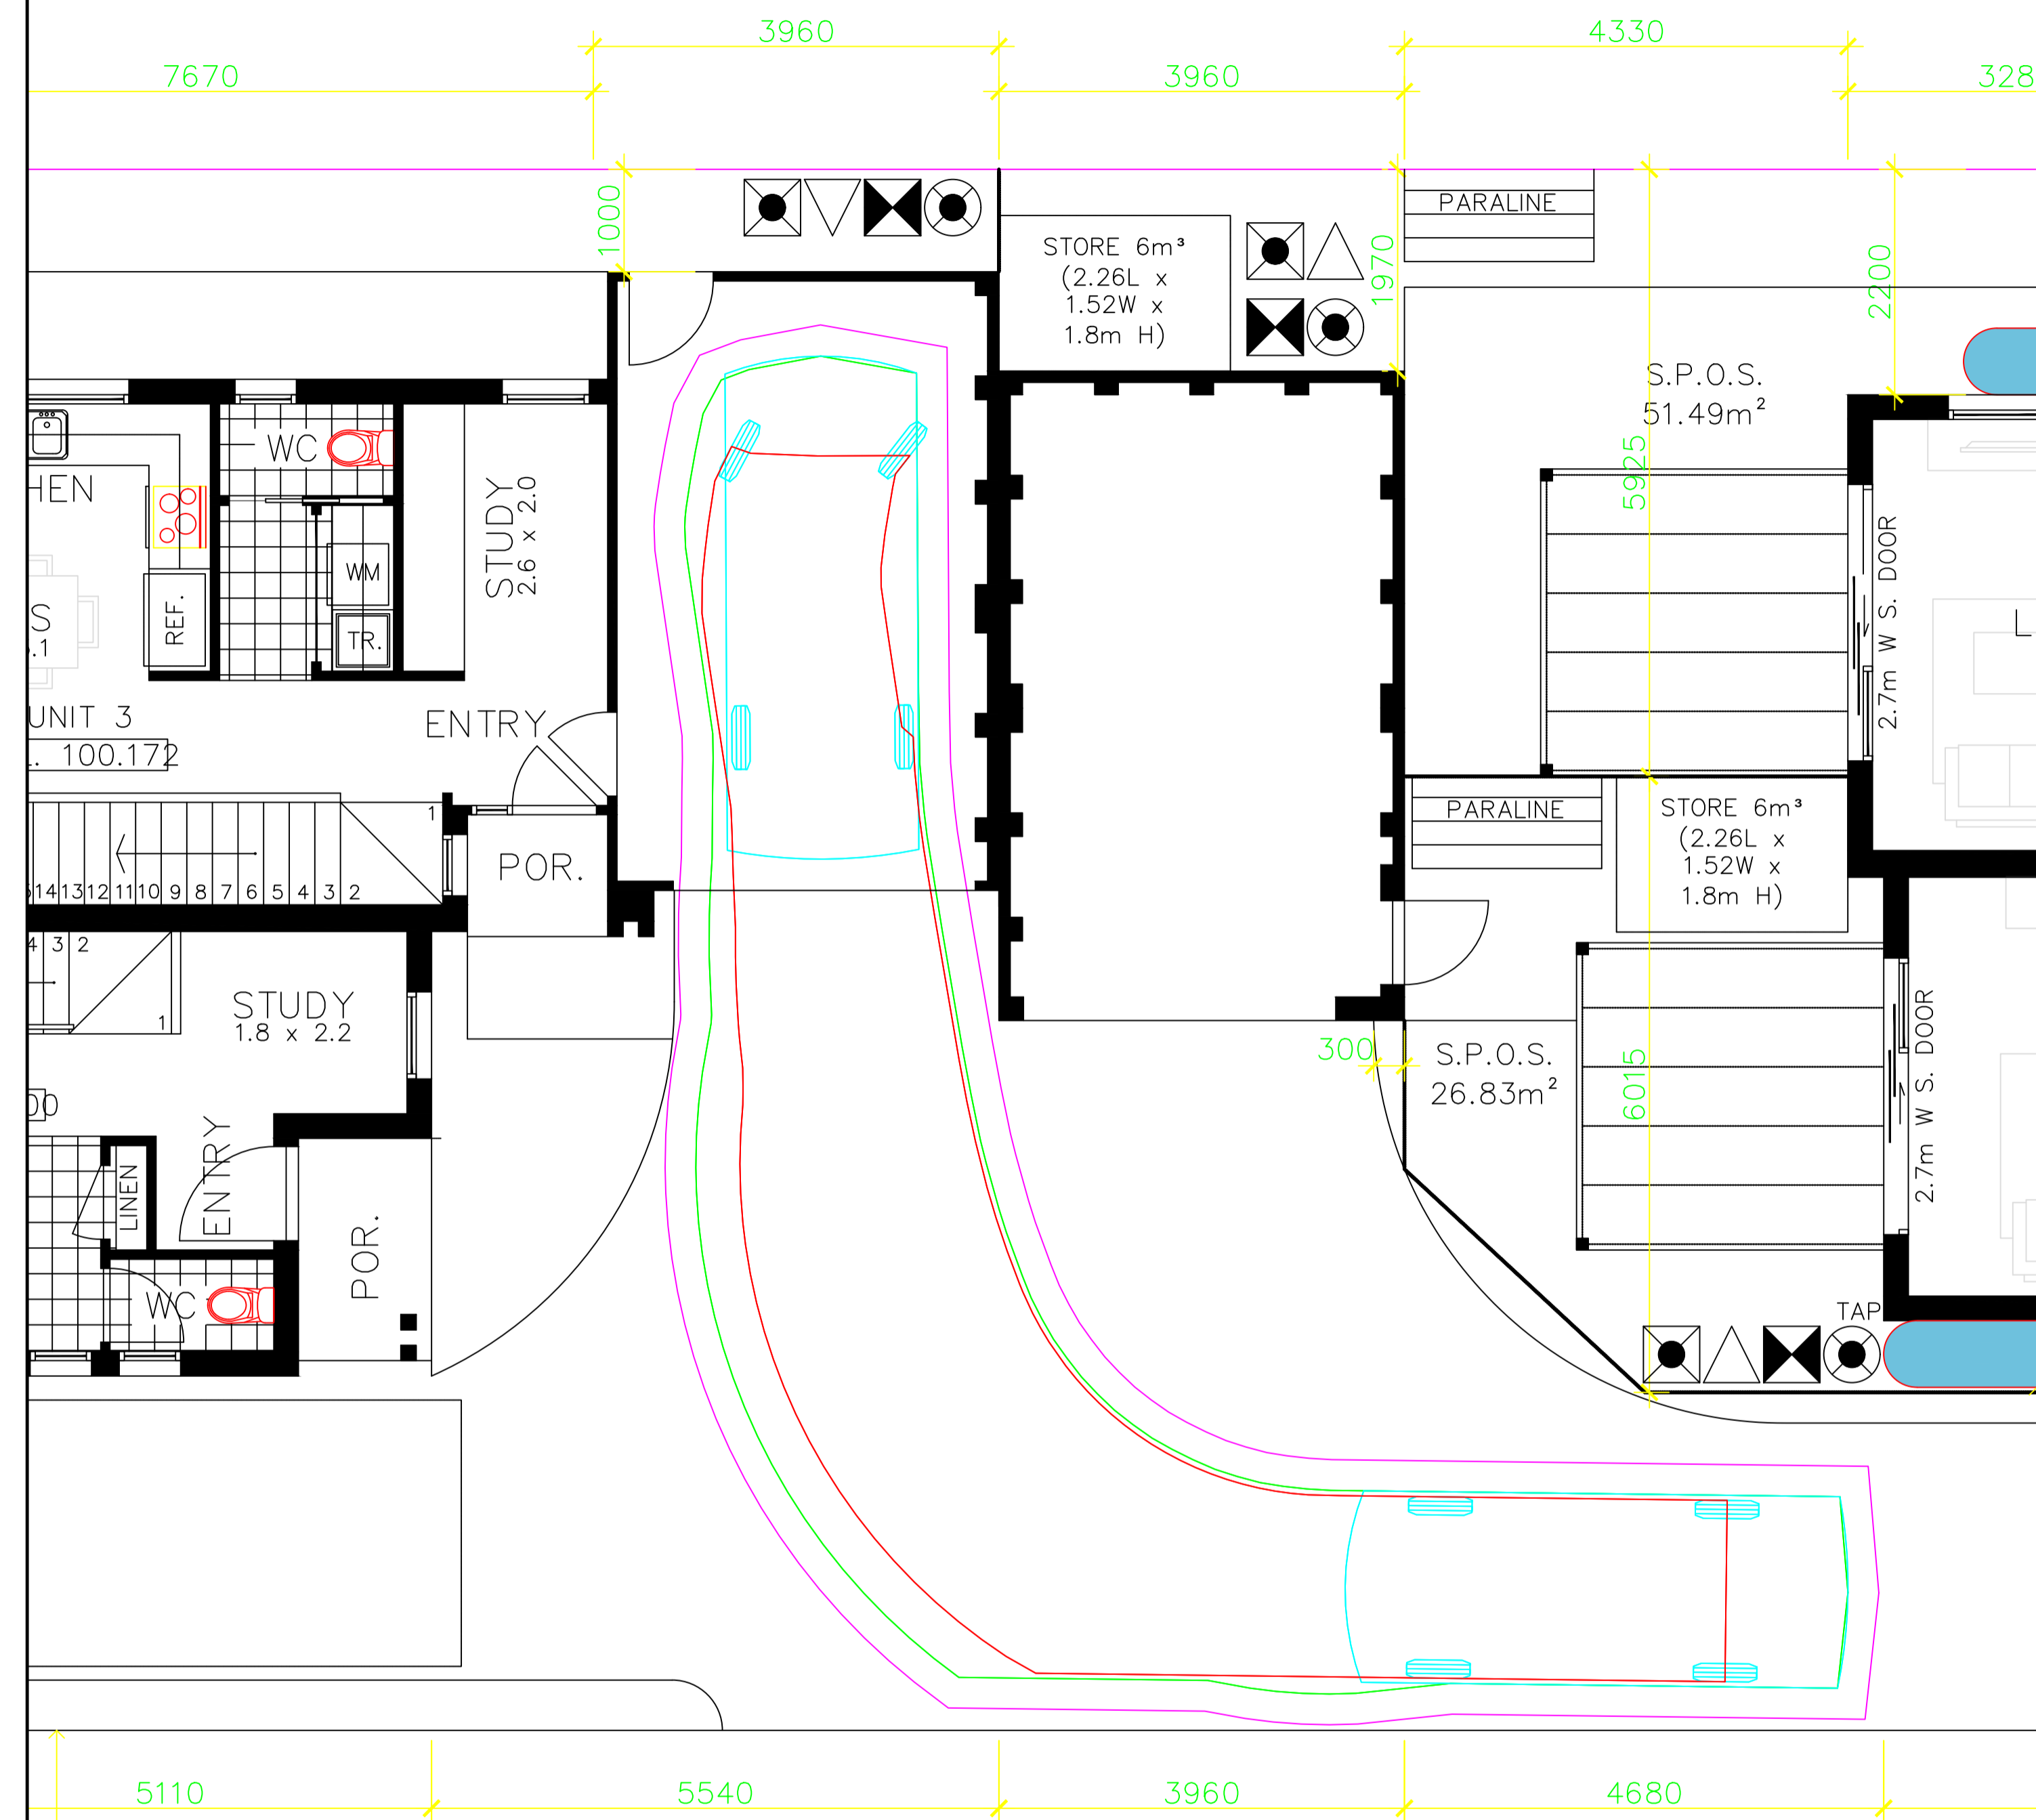 3960
4330
7670
3960
328
1000
PARALINE
STORE 6m³
(2.26L x
1.52W x
1.8m H)
1970
2200
S.P.O.S.
51.49m²
WC
HEN
STUDY
2.6 x 2.0
5925
WM
REF.
TR.
S
.1
2.7m W S. DOOR
L
UNIT 3
. 100.172
ENTRY
PARALINE
STORE 6m³
(2.26L x
1.52W x
1.8m H)
1
POR.
14 13 12 11 10 9 8 7 6 5 4 3 2
4 3 2
STUDY
1.8 x 2.2
1
300
S.P.O.S.
26.83m²
6015
2.7m W S. DOOR
00
ENTRY
LINEN
POR.
WC
TAP
5110
5540
3960
4680